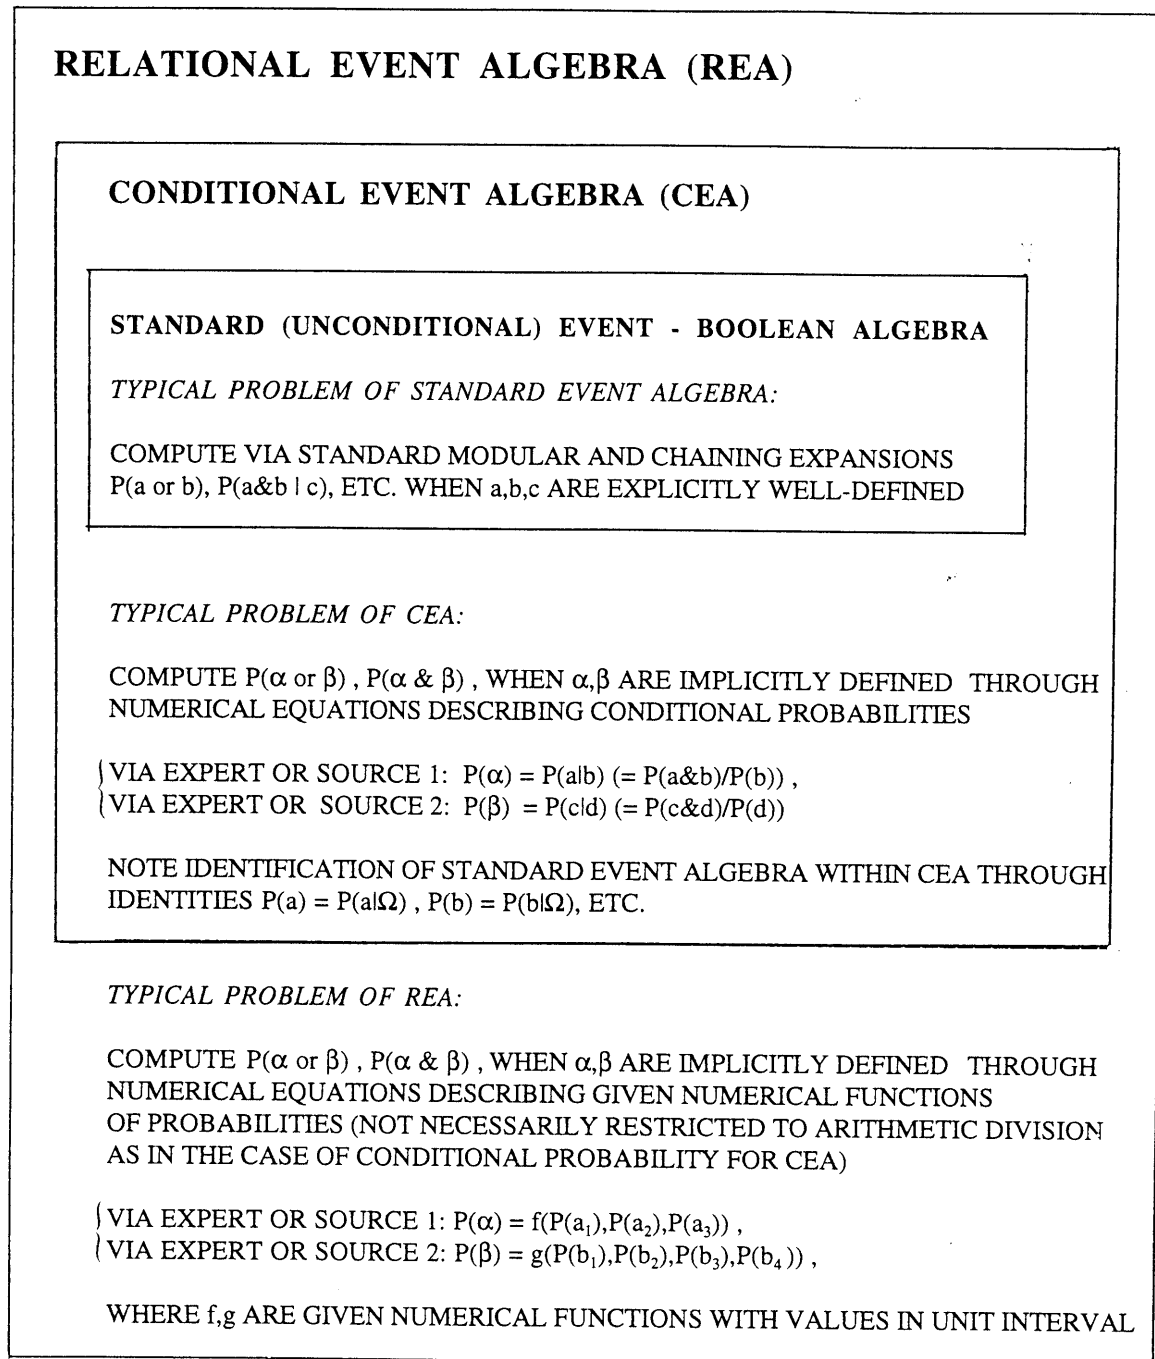 RELATIONAL EVENT ALGEBRA (REA)
CONDITIONAL EVENT ALGEBRA (CEA)
STANDARD (UNCONDITIONAL) EVENT - BOOLEAN ALGEBRA
TYPICAL PROBLEM OF STANDARD EVENT ALGEBRA:
COMPUTE VIA STANDARD MODULAR AND CHAINING EXPANSIONS
P(a or b), P(a&b | c), ETC. WHEN a,b,c ARE EXPLICITLY WELL-DEFINED
TYPICAL PROBLEM OF CEA:
COMPUTE P(α or β) , P(α & β) , WHEN α,β ARE IMPLICITLY DEFINED THROUGH
NUMERICAL EQUATIONS DESCRIBING CONDITIONAL PROBABILITIES
VIA EXPERT OR SOURCE 1: P(α) = P(a|b) (= P(a&b)/P(b)) ,
VIA EXPERT OR SOURCE 2: P(β) = P(c|d) (= P(c&d)/P(d))
NOTE IDENTIFICATION OF STANDARD EVENT ALGEBRA WITHIN CEA THROUGH
IDENTITIES P(a) = P(a|Ω) , P(b) = P(b|Ω), ETC.
TYPICAL PROBLEM OF REA:
COMPUTE P(α or β) , P(α & β) , WHEN α,β ARE IMPLICITLY DEFINED THROUGH
NUMERICAL EQUATIONS DESCRIBING GIVEN NUMERICAL FUNCTIONS
OF PROBABILITIES (NOT NECESSARILY RESTRICTED TO ARITHMETIC DIVISION
AS IN THE CASE OF CONDITIONAL PROBABILITY FOR CEA)
VIA EXPERT OR SOURCE 1: P(α) = f(P(a₁),P(a₂),P(a₃)) ,
VIA EXPERT OR SOURCE 2: P(β) = g(P(b₁),P(b₂),P(b₃),P(b₄)) ,
WHERE f,g ARE GIVEN NUMERICAL FUNCTIONS WITH VALUES IN UNIT INTERVAL